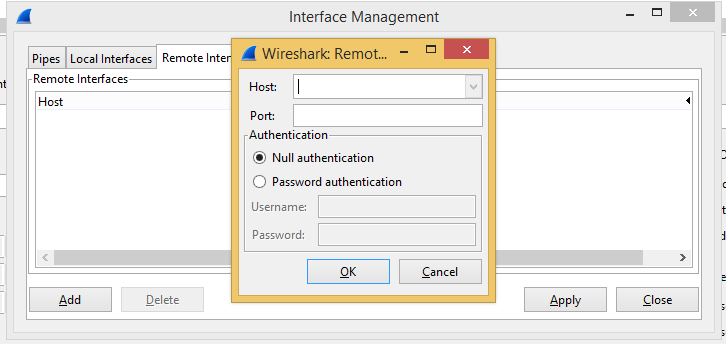 Interface Management
Pipes
Local Interfaces
Remote Inter
Remote Interfaces
Host
Wireshark: Remot...
Host:
Port:
Authentication
Null authentication
Password authentication
Username:
Password:
OK
Cancel
Add
Delete
Apply
Close